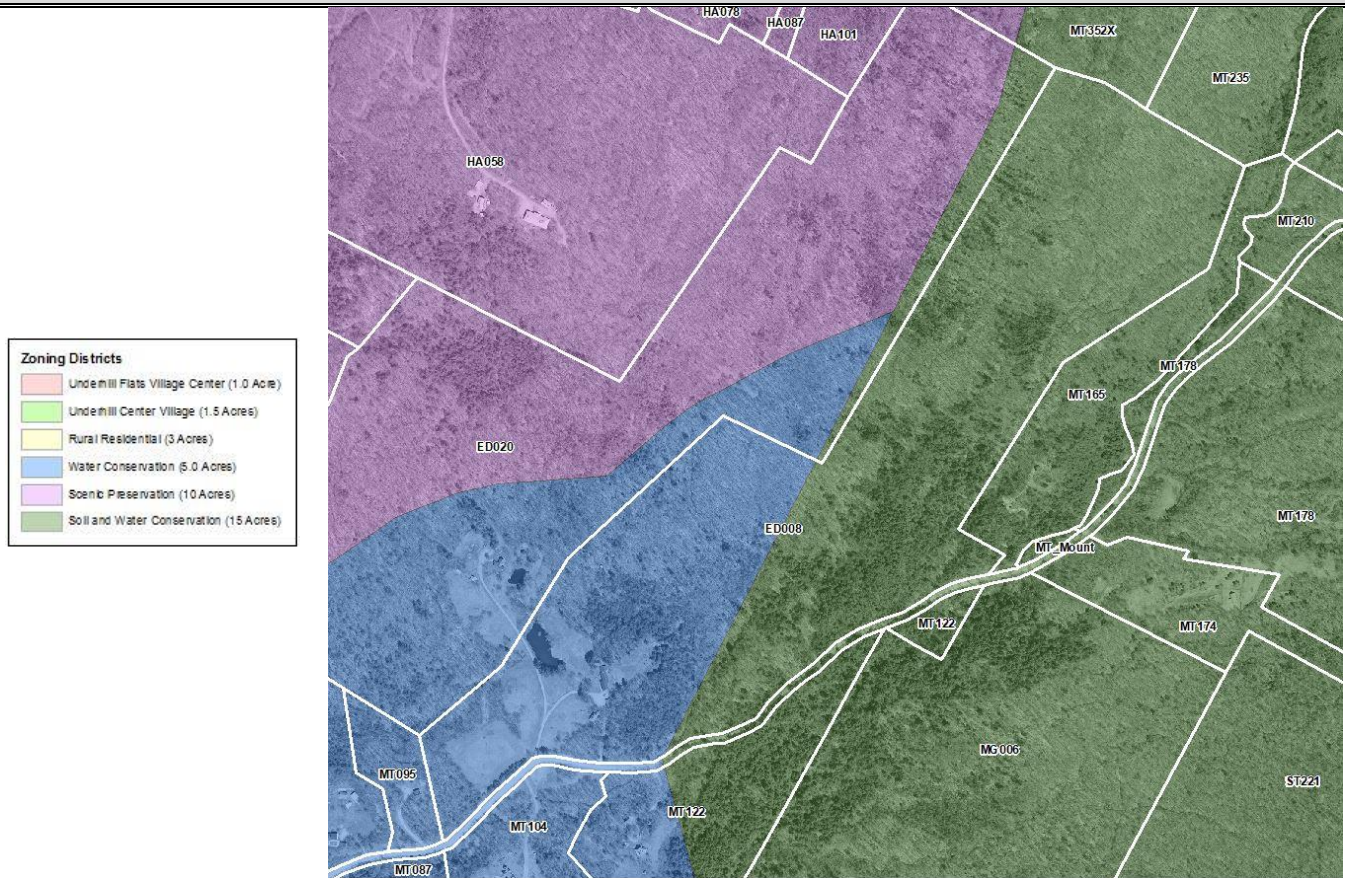 Zoning Districts
Underhill Flats Village Center (1.0 Acre)
Underhill Center Village (1.5 Acres)
Rural Residential (3 Acres)
Water Conservation (5.0 Acres)
Scenic Preservation (10 Acres)
Soil and Water Conservation (15 Acres)
HA078
HA087
HA101
MT352X
MT235
HA058
MT210
MT178
MT165
ED020
MT178
ED008
MT_Mount
MT122
MT174
MG006
ST221
MT095
MT122
MT104
MT087